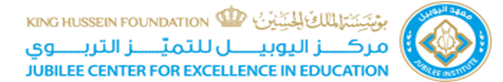 KING HUSSEIN FOUNDATION مؤسسة الملك الحسين
مركز اليوبيل للتميّز التربوي
JUBILEE CENTER FOR EXCELLENCE IN EDUCATION
معهد اليوبيل
JUBILEE INSTITUTE